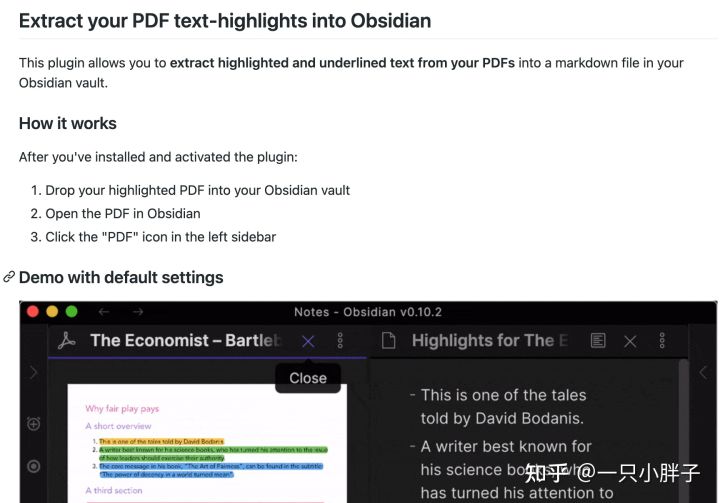 Extract your PDF text-highlights into Obsidian
This plugin allows you to extract highlighted and underlined text from your PDFs into a markdown file in your
Obsidian vault.
How it works
After you've installed and activated the plugin:
1. Drop your highlighted PDF into your Obsidian vault
2. Open the PDF in Obsidian
3. Click the "PDF" icon in the left sidebar
Demo with default settings
Notes - Obsidian v0.10.2
The Economist – Bartleb
Highlights for The E
Close
Why fair play pays
A short overview
1. This is one of the tales told by David Bodanis.
2. A writer best known for his science books, who has turned his attention to the issue
of how leaders should exercise their authority.
3. The core message in his book, "The Art of Fairness", can be found in the subtitle:
"The power of decency in a world turned mean".
A third section
- This is one of the tales
told by David Bodanis.
- A writer best known for
his science books, who
has turned his attention to
知乎 @一只小胖子